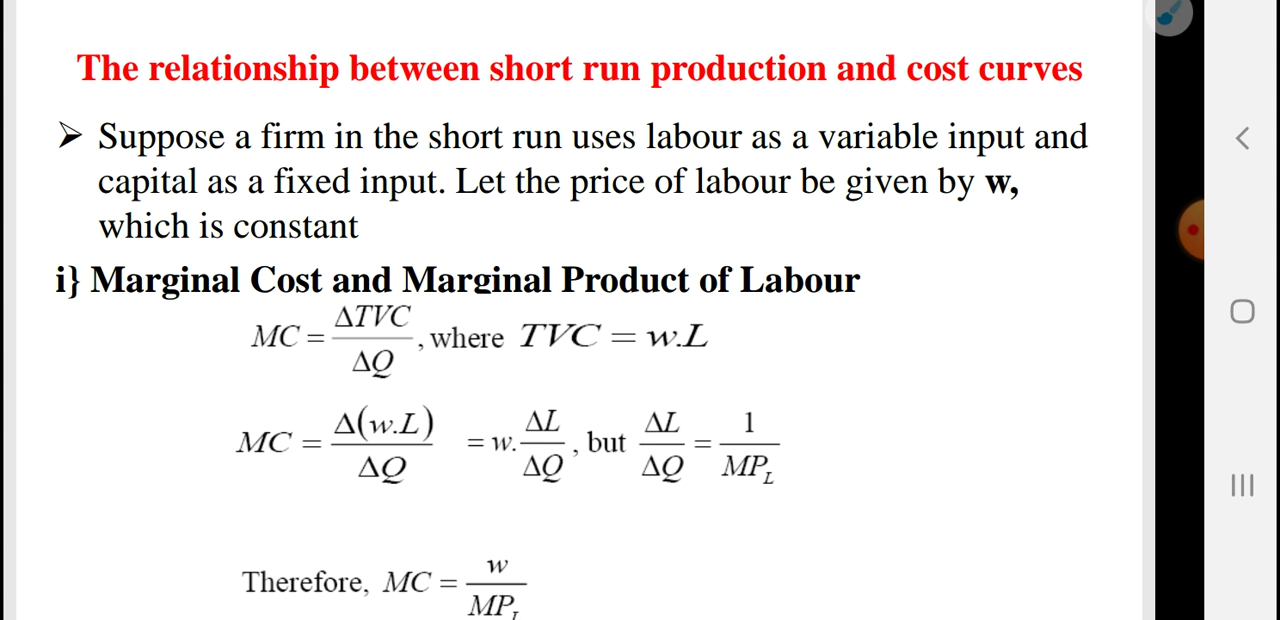 The relationship between short run production and cost curves
➢ Suppose a firm in the short run uses labour as a variable input and
capital as a fixed input. Let the price of labour be given by w,
which is constant
i} Marginal Cost and Marginal Product of Labour
MC = ΔTVC / ΔQ , where TVC = w.L
MC = Δ(w.L) / ΔQ = w. ΔL / ΔQ , but ΔL / ΔQ = 1 / MP_L
Therefore, MC = w / MP_L